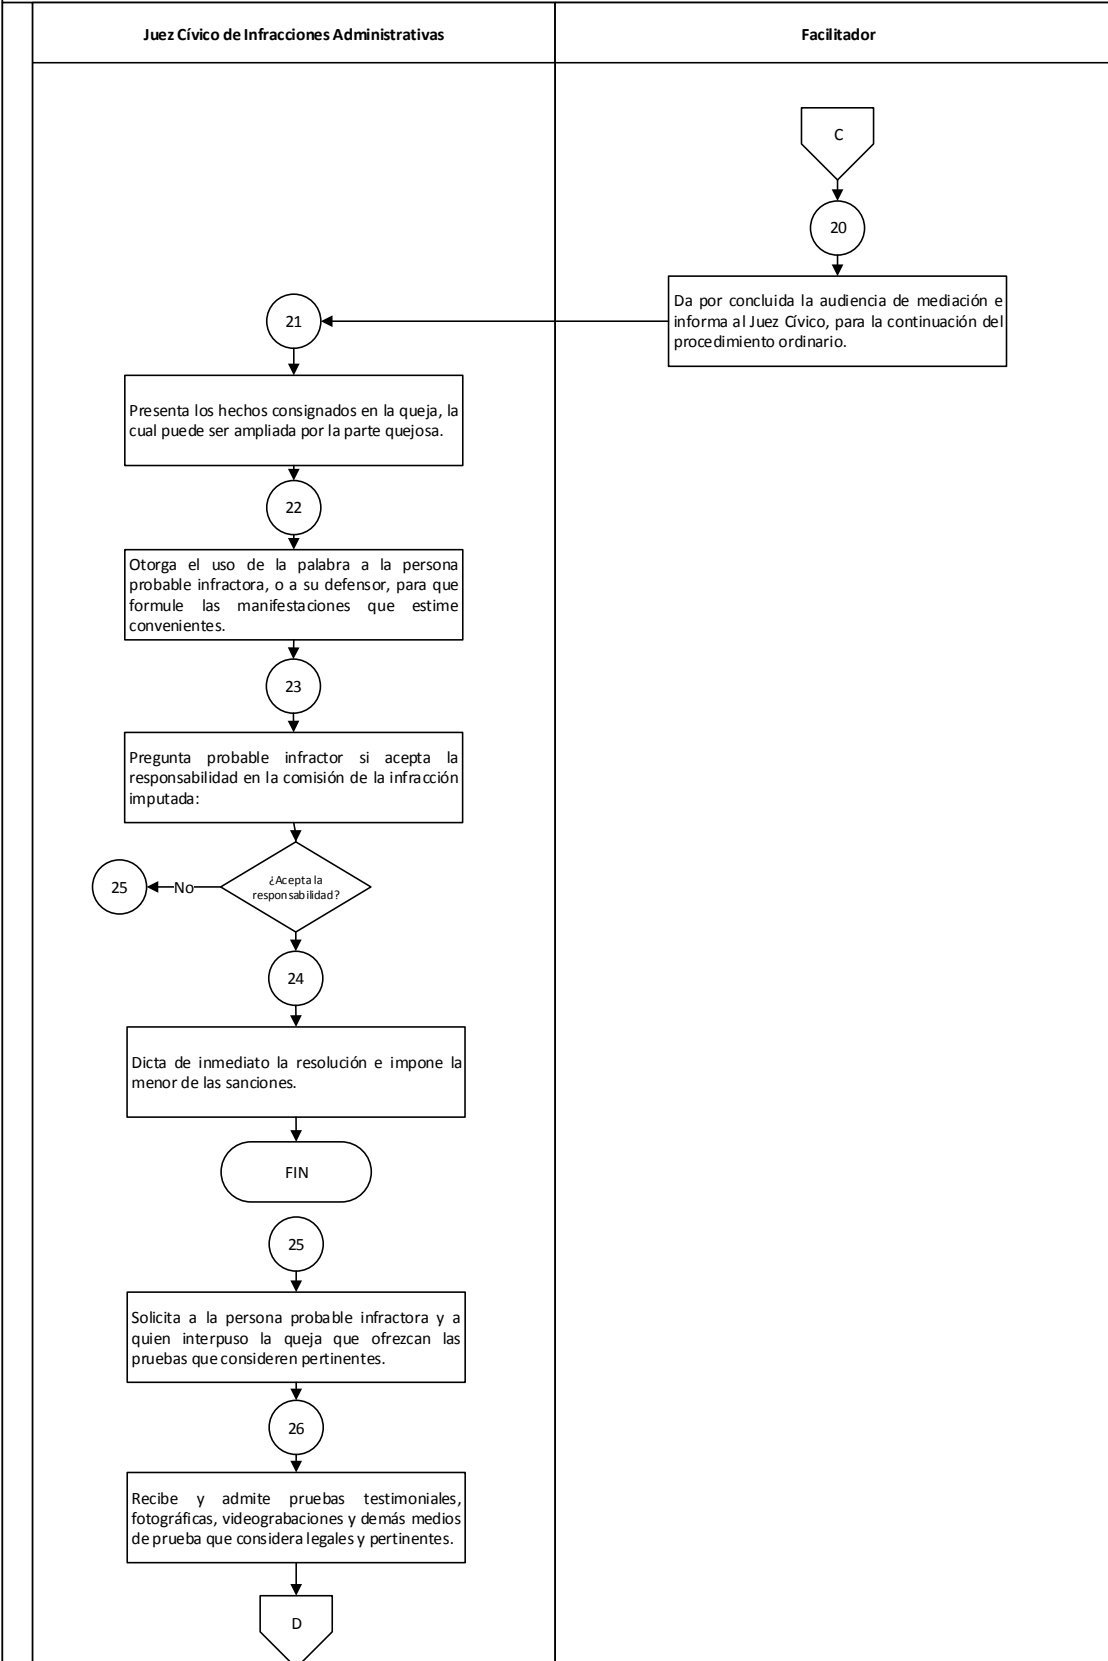 Juez Cívico de Infracciones Administrativas
Facilitador
C
20
Da por concluida la audiencia de mediación e
informa al Juez Cívico, para la continuación del
procedimiento ordinario.
21
Presenta los hechos consignados en la queja, la
cual puede ser ampliada por la parte quejosa.
22
Otorga el uso de la palabra a la persona
probable infractora, o a su defensor, para que
formule las manifestaciones que estime
convenientes.
23
Pregunta probable infractor si acepta la
responsabilidad en la comisión de la infracción
imputada:
¿Acepta la
responsabilidad?
No
25
24
Dicta de inmediato la resolución e impone la
menor de las sanciones.
FIN
25
Solicita a la persona probable infractora y a
quien interpuso la queja que ofrezcan las
pruebas que consideren pertinentes.
26
Recibe y admite pruebas testimoniales,
fotográficas, videograbaciones y demás medios
de prueba que considera legales y pertinentes.
D